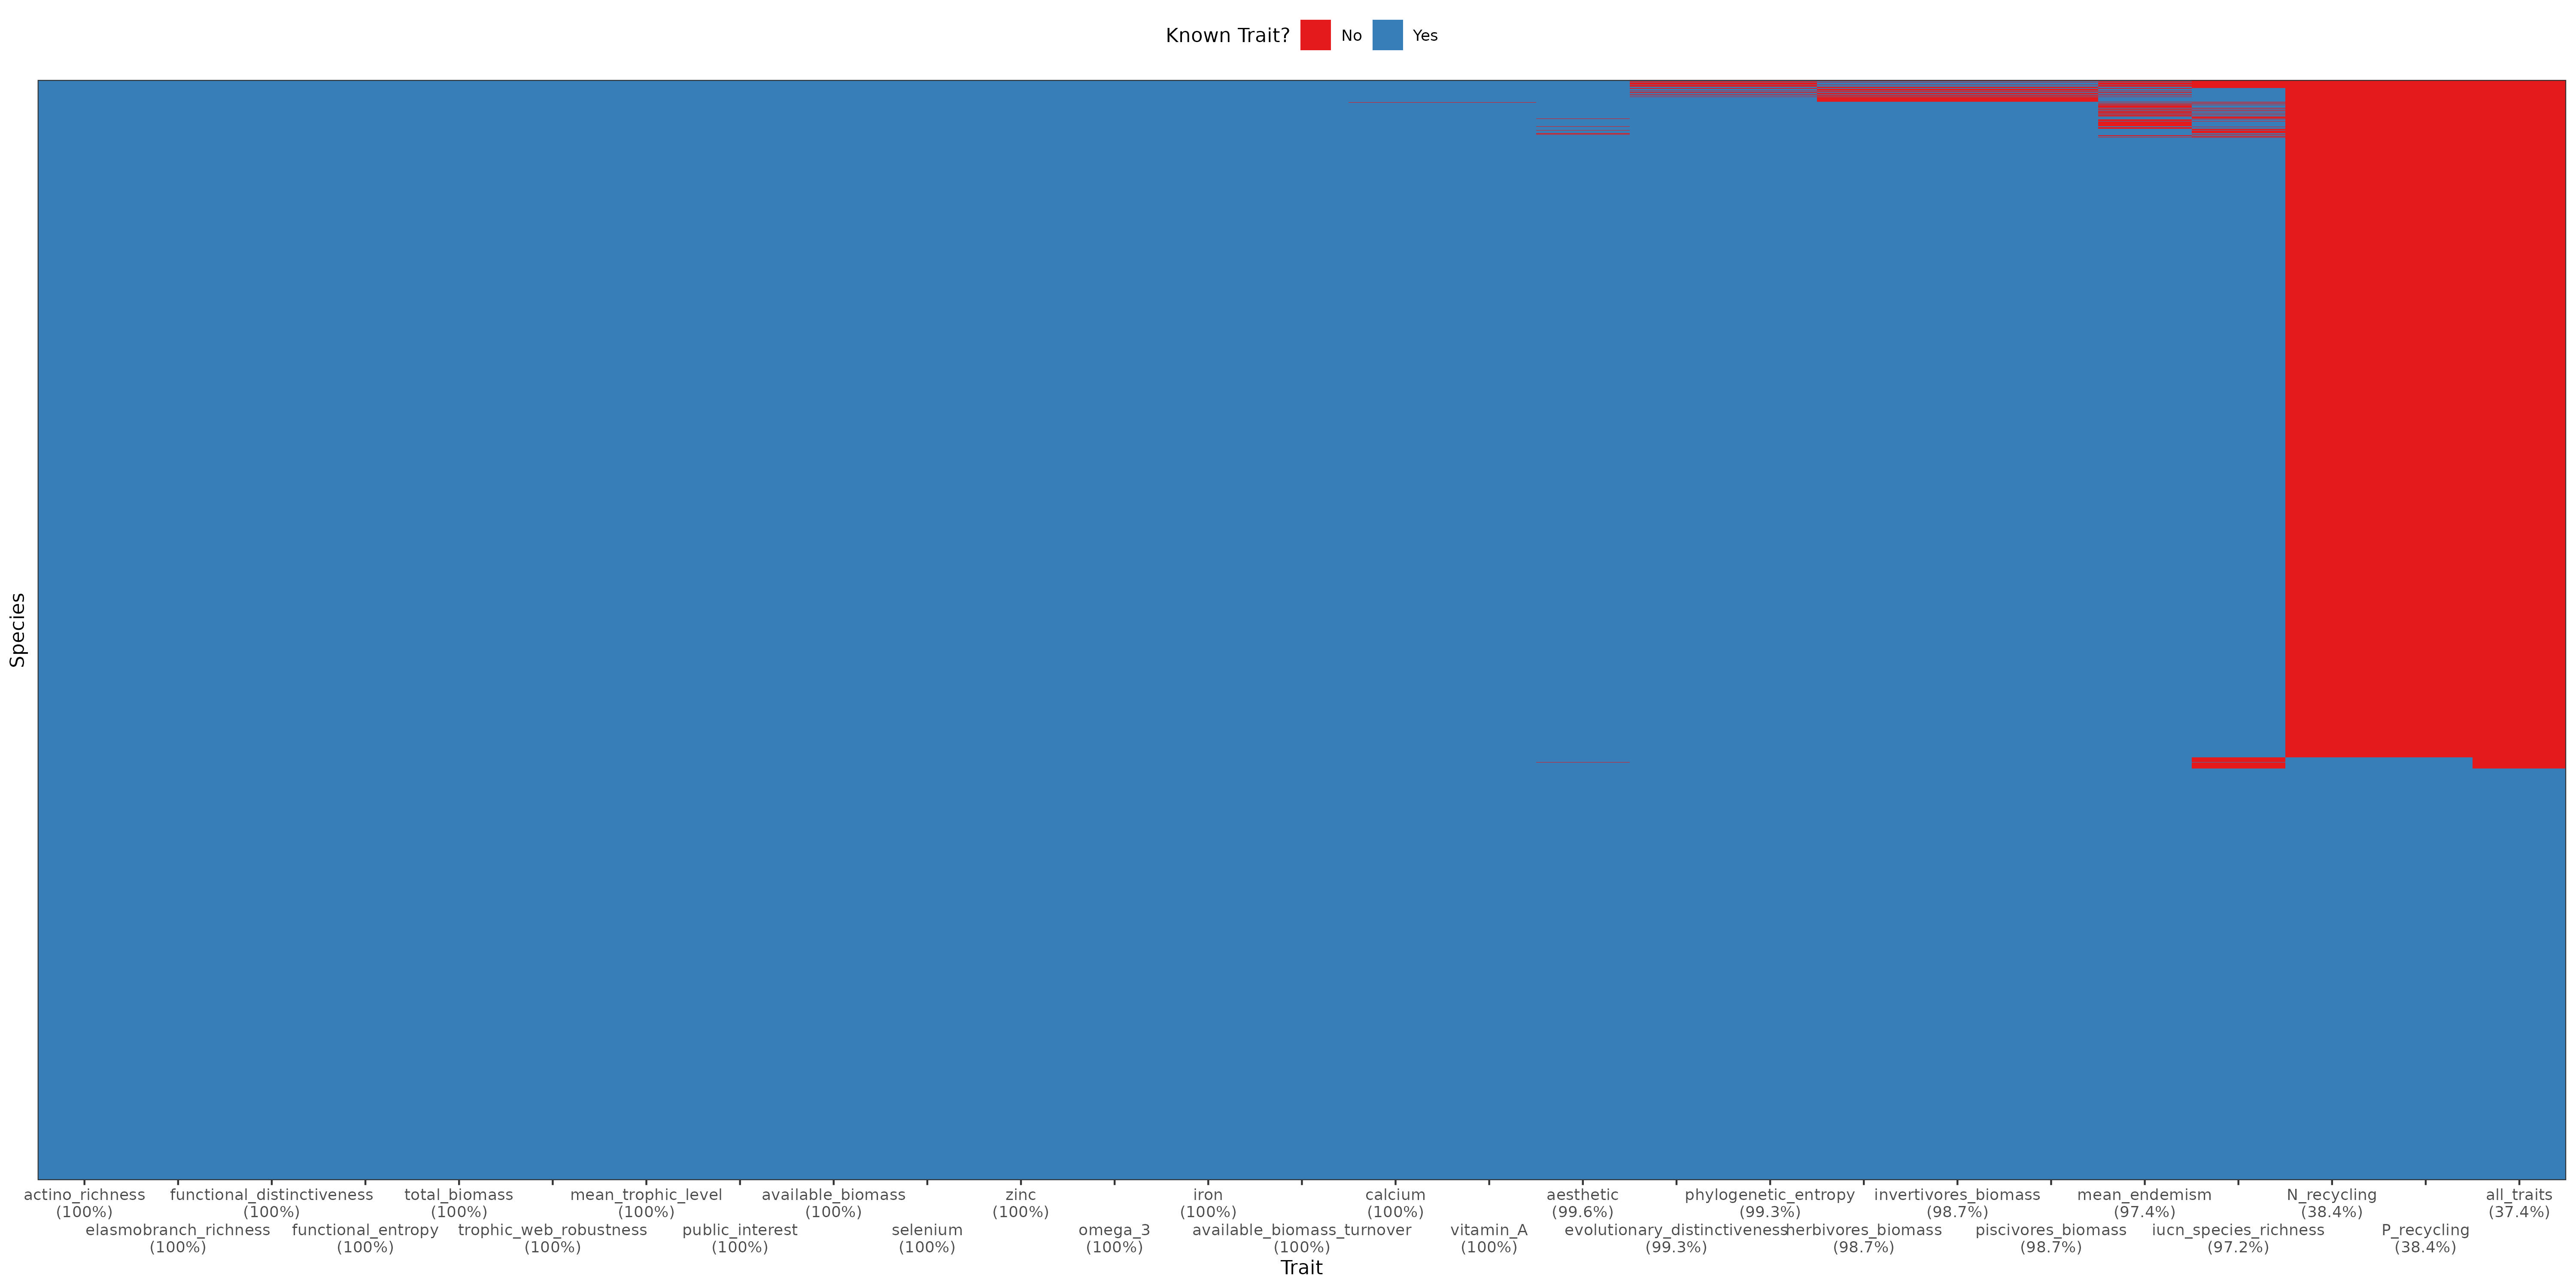 Known Trait? No Yes
Species
actino_richness functional_distinctiveness total_biomass mean_trophic_level available_biomass zinc iron calcium aesthetic phylogenetic_entropy invertivores_biomass mean_endemism N_recycling all_traits
(100%) (100%) (100%) (100%) (100%) (100%) (100%) (100%) (99.6%) (99.3%) (98.7%) (97.4%) (38.4%) (37.4%)
elasmobranch_richness functional_entropy trophic_web_robustness public_interest selenium omega_3 available_biomass_turnover vitamin_A evolutionary_distinctiveness herbivores_biomass piscivores_biomass iucn_species_richness P_recycling
(100%) (100%) (100%) (100%) (100%) (100%) (100%) (100%) (99.3%) (98.7%) (98.7%) (97.2%) (38.4%)
Trait